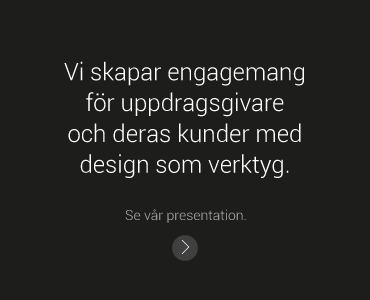 Vi skapar engagemang
för uppdragsgivare
och deras kunder med
design som verktyg.
Se vår presentation.